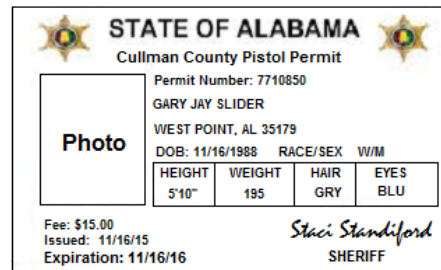 STATE OF ALABAMA
Cullman County Pistol Permit
Permit Number: 7710850
GARY JAY SLIDER
WEST POINT, AL 35179
DOB: 11/16/1988 RACE/SEX W/M
Photo
HEIGHT WEIGHT HAIR EYES
5'10" 195 GRY BLU
Fee: $15.00
Issued: 11/16/15
Expiration: 11/16/16
Staci Standiford
SHERIFF